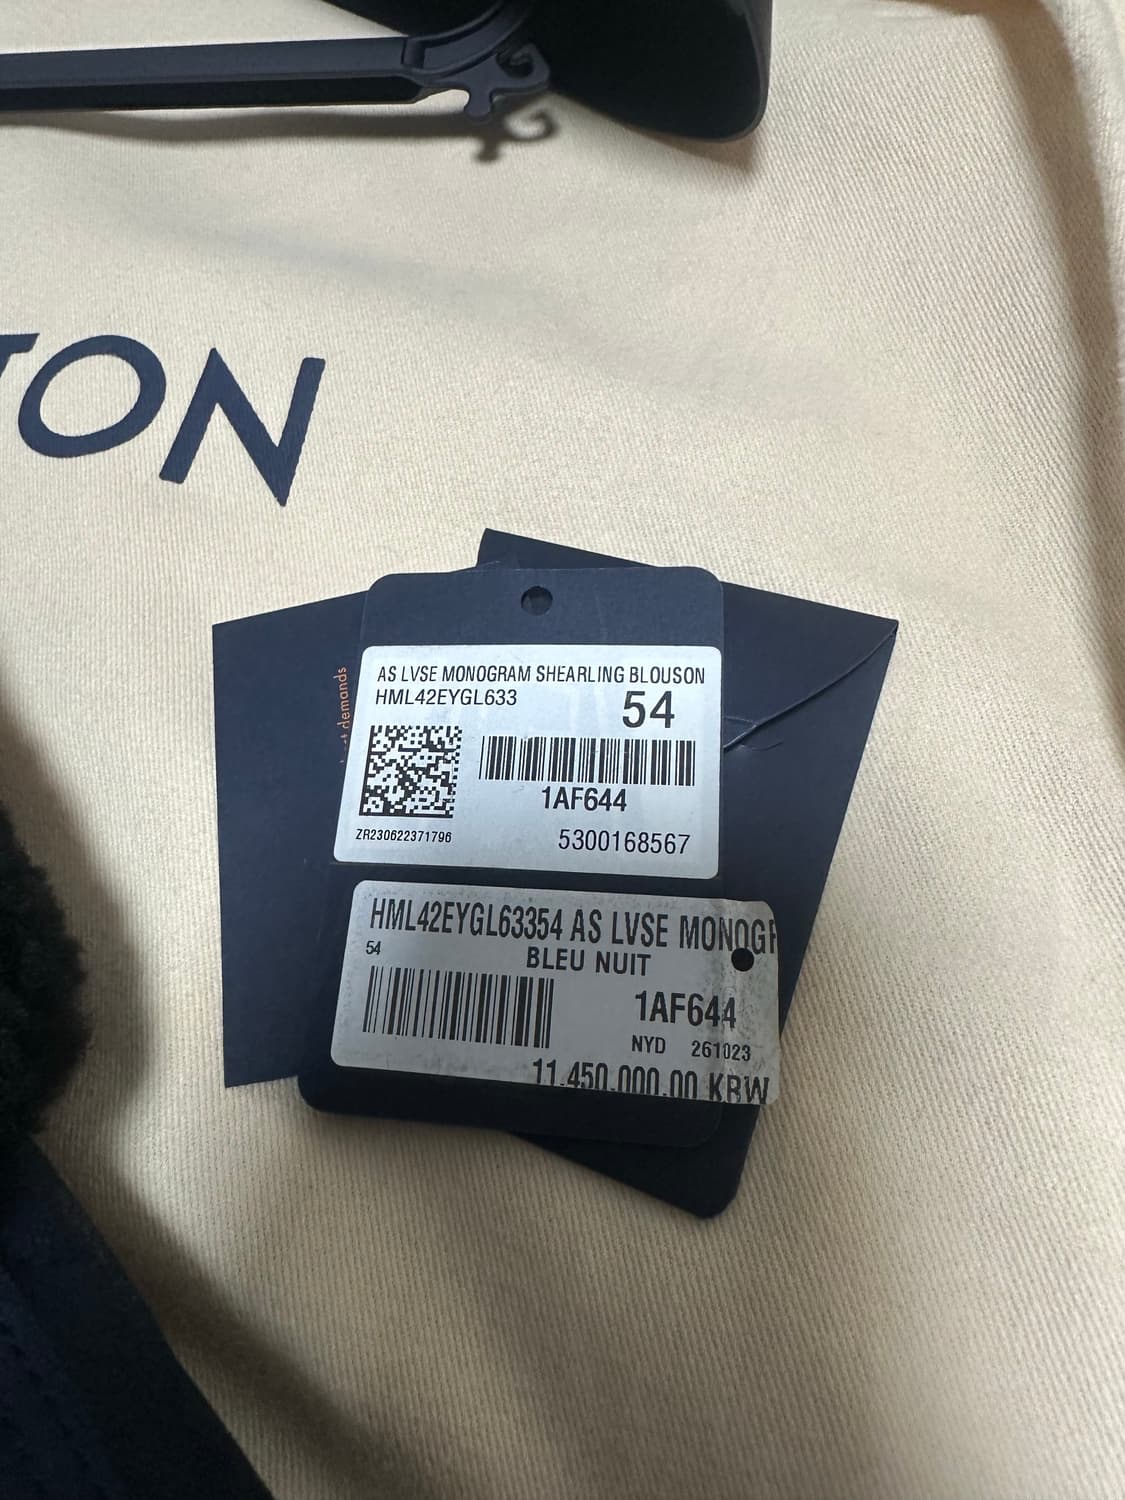 TON
demands
AS LVSE MONOGRAM SHEARLING BLOUSON
HML42EYGL633
54
1AF644
ZR230622371796
5300168567
HML42EYGL63354 AS LVSE MONOGR
54
BLEU NUIT
1AF644
NYD 261023
11.450.000,00 KRW